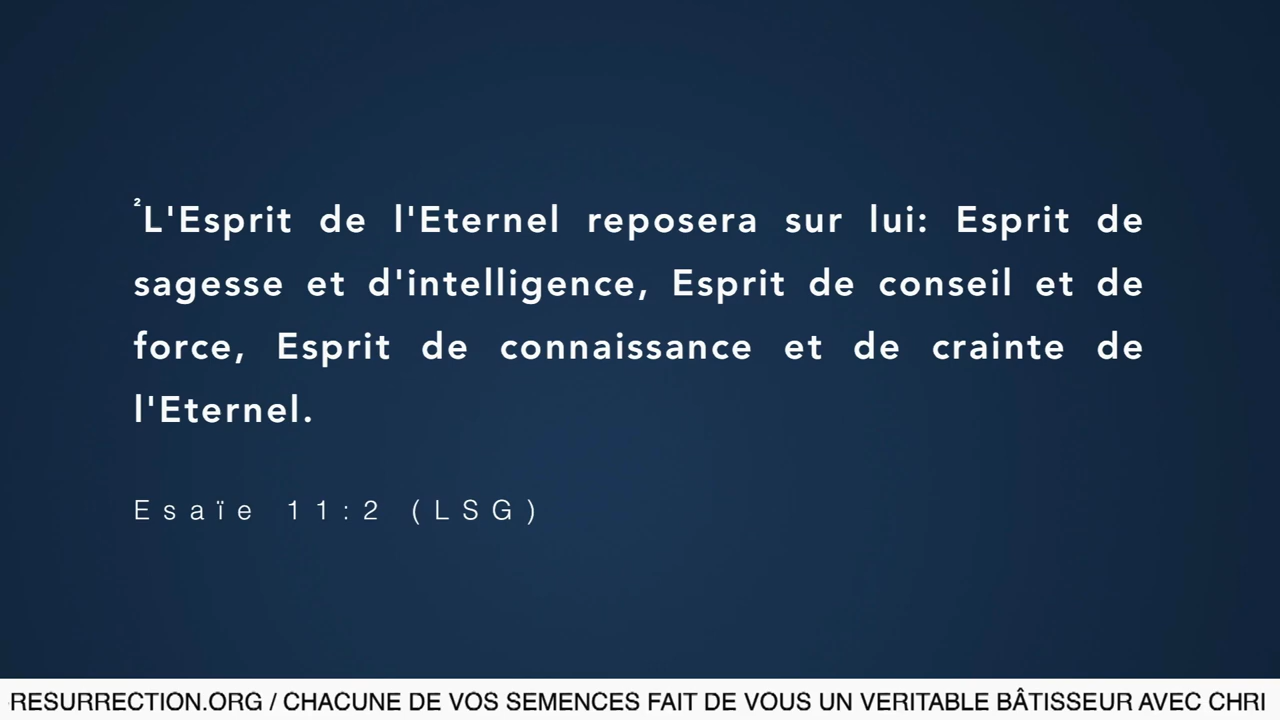 ²L'Esprit de l'Eternel reposera sur lui: Esprit de
sagesse et d'intelligence, Esprit de conseil et de
force, Esprit de connaissance et de crainte de
l'Eternel.
Esaïe 11:2 (LSG)
RESURRECTION.ORG / CHACUNE DE VOS SEMENCES FAIT DE VOUS UN VERITABLE BÂTISSEUR AVEC CHRI